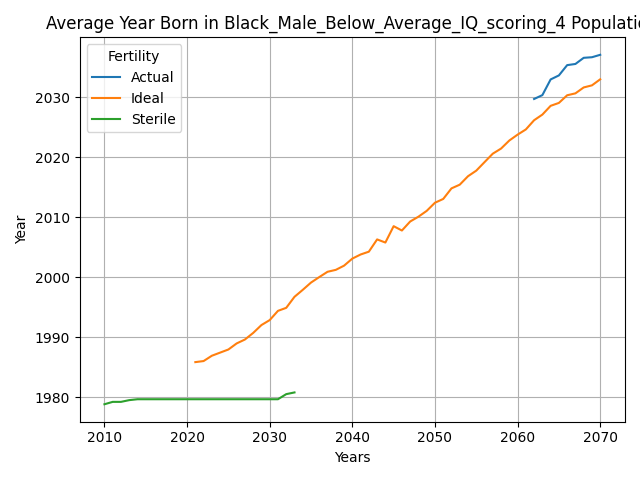 Average Year Born in Black_Male_Below_Average_IQ_scoring_4 Populatio
Fertility
Actual
Ideal
Sterile
Year
2030
2020
2010
2000
1990
1980
2010 2020 2030 2040 2050 2060 2070
Years